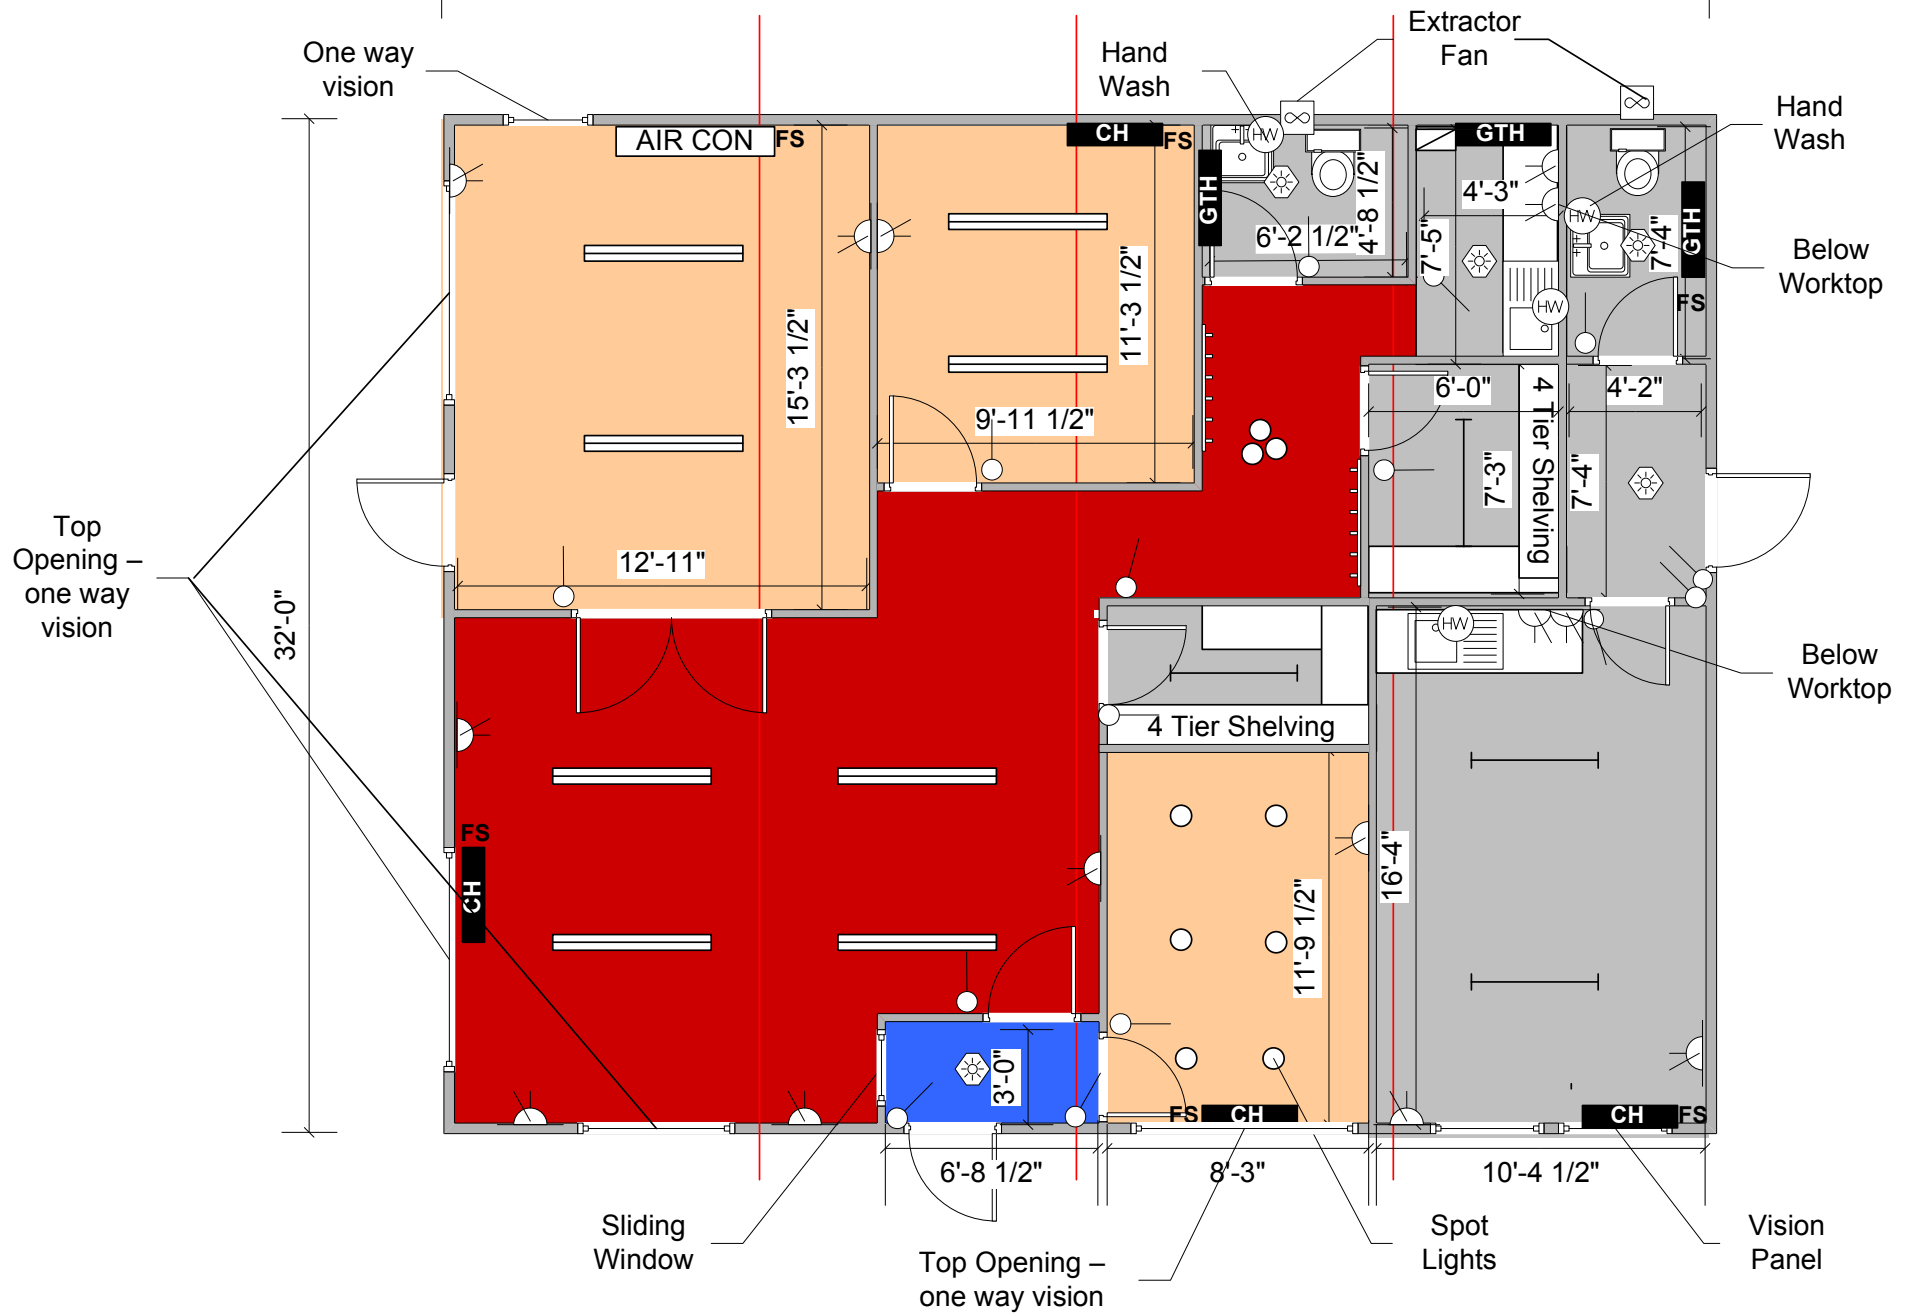 Extractor
Fan
One way
vision
Hand
Wash
Hand
Wash
AIR CON
FS
CH
FS
HW
GTH
GTH
4'-3"
HW
GTH
6'-2 1/2"
4'-8 1/2"
7'-5"
7'-4"
Below
Worktop
FS
HW
15'-3 1/2"
11'-3 1/2"
9'-11 1/2"
6'-0"
4 Tier Shelving
4'-2"
7'-3"
7'-4"
Top
Opening –
one way
vision
32'-0"
12'-11"
HW
Below
Worktop
4 Tier Shelving
FS
CH
16'-4"
11'-9 1/2"
3'-0"
FS
CH
CH
FS
6'-8 1/2"
8'-3"
10'-4 1/2"
Sliding
Window
Top Opening –
one way vision
Spot
Lights
Vision
Panel